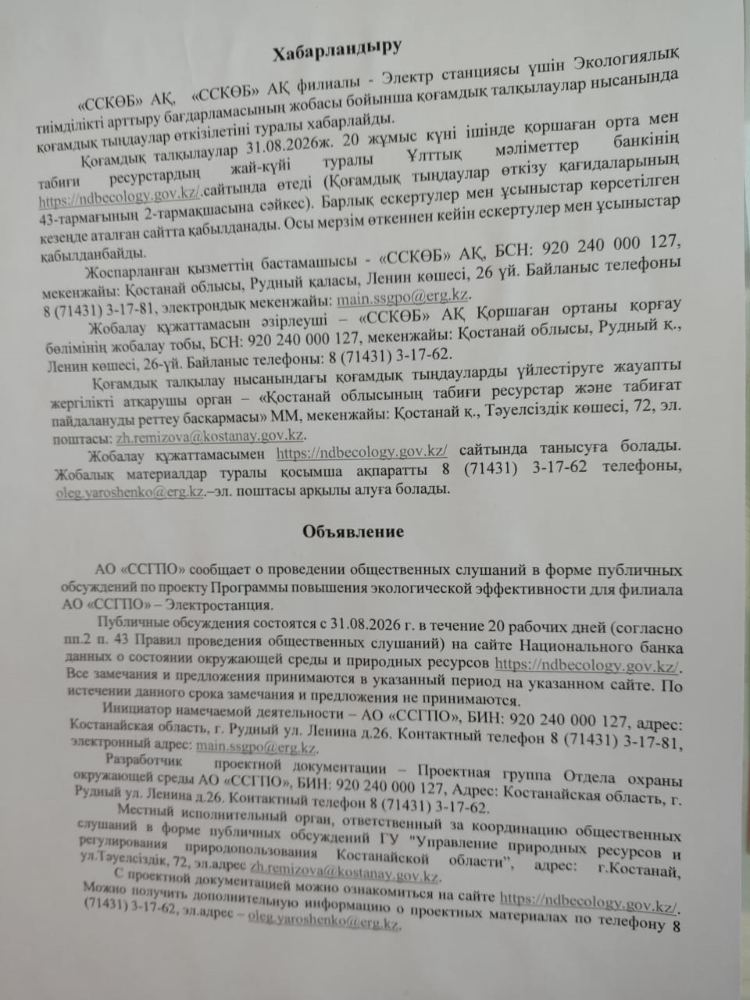 Хабарландыру
«ССКӨБ» АҚ, «ССКӨБ» АҚ филиалы - Электр станциясы үшін Экологиялық
тиімділікті арттыру бағдарламасының жобасы бойынша қоғамдық талқылаулар нысанында
қоғамдық тыңдаулар өткізілетіні туралы хабарлайды.
Қоғамдық талқылаулар 31.08.2026ж. 20 жұмыс күні ішінде қоршаған орта мен
табиғи ресурстардың жай-күйі туралы Ұлттық мәліметтер банкінің
https://ndbecology.gov.kz/.сайтында өтеді (Қоғамдық тыңдаулар өткізу қағидаларының
43-тармағының 2-тармақшасына сәйкес). Барлық ескертулер мен ұсыныстар көрсетілген
кезеңде аталған сайтта қабылданады. Осы мерзім өткеннен кейін ескертулер мен ұсыныстар
қабылданбайды.
Жоспарланған қызметтің бастамашысы - «ССКӨБ» АҚ, БСН: 920 240 000 127,
мекенжайы: Қостанай облысы, Рудный қаласы, Ленин көшесі, 26 үй. Байланыс телефоны
8 (71431) 3-17-81, электрондық мекенжайы: main.ssgpo@erg.kz.
Жобалау құжаттамасын әзірлеуші – «ССКӨБ» АҚ Қоршаған ортаны қорғау
бөлімінің жобалау тобы, БСН: 920 240 000 127, мекенжайы: Қостанай облысы, Рудный қ.,
Ленин көшесі, 26-үй. Байланыс телефоны: 8 (71431) 3-17-62.
Қоғамдық талқылау нысанындағы қоғамдық тыңдауларды үйлестіруге жауапты
жергілікті атқарушы орган – «Қостанай облысының табиғи ресурстар және табиғат
пайдалануды реттеу басқармасы» ММ, мекенжайы: Қостанай қ., Тәуелсіздік көшесі, 72, эл.
поштасы: zh.remizova@kostanay.gov.kz.
Жобалау құжаттамасымен https://ndbecology.gov.kz/ сайтында танысуға болады.
Жобалық материалдар туралы қосымша ақпаратты 8 (71431) 3-17-62 телефоны,
oleg.yaroshenko@erg.kz.–эл. поштасы арқылы алуға болады.
Объявление
АО «ССГПО» сообщает о проведении общественных слушаний в форме публичных
обсуждений по проекту Программы повышения экологической эффективности для филиала
АО «ССГПО» – Электростанция.
Публичные обсуждения состоятся с 31.08.2026 г. в течение 20 рабочих дней (согласно
пп.2 п. 43 Правил проведения общественных слушаний) на сайте Национального банка
данных о состоянии окружающей среды и природных ресурсов https://ndbecology.gov.kz/.
Все замечания и предложения принимаются в указанный период на указанном сайте. По
истечении данного срока замечания и предложения не принимаются.
Инициатор намечаемой деятельности – АО «ССГПО», БИН: 920 240 000 127, адрес:
Костанайская область, г. Рудный ул. Ленина д.26. Контактный телефон 8 (71431) 3-17-81,
электронный адрес: main.ssgpo@erg.kz.
Разработчик проектной документации – Проектная группа Отдела охраны
окружающей среды АО «ССГПО», БИН: 920 240 000 127, Адрес: Костанайская область, г.
Рудный ул. Ленина д.26. Контактный телефон 8 (71431) 3-17-62.
Местный исполнительный орган, ответственный за координацию общественных
слушаний в форме публичных обсуждений ГУ "Управление природных ресурсов и
регулирования природопользования Костанайской области”, адрес: г.Костанай,
ул.Тәуелсіздік, 72, эл.адрес zh.remizova@kostanay.gov.kz.
С проектной документацией можно ознакомиться на сайте https://ndbecology.gov.kz/.
Можно получить дополнительную информацию о проектных материалах по телефону 8
(71431) 3-17-62, эл.адрес – oleg.yaroshenko@erg.kz.